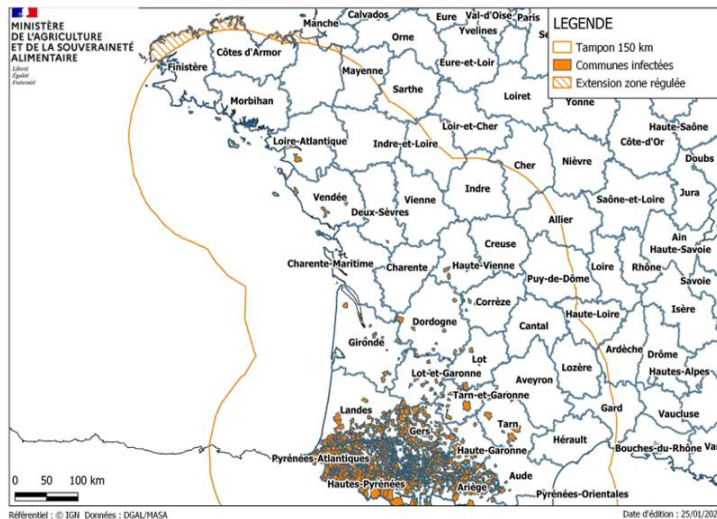 MINISTÈRE
DE L'AGRICULTURE
ET DE LA SOUVERAINETÉ
ALIMENTAIRE
Liberté
Égalité
Fraternité
LEGENDE
Tampon 150 km
Communes infectées
Extension zone régulée
Manche
Calvados
Eure
Val-d'Oise
Paris
Yvelines
Orne
Côtes d'Armor
Finistère
Mayenne
Eure-et-Loir
Sarthe
Morbihan
Loiret
Yonne
Loir-et-Cher
Haute-Saône
Côte-d'Or
Loire-Atlantique
Indre-et-Loire
Cher
Nièvre
Doubs
Vendée
Vienne
Indre
Saône-et-Loire
Jura
Deux-Sèvres
Allier
Ain
Haute-Savoie
Creuse
Charente-Maritime
Charente
Haute-Vienne
Loire
Rhône
Puy-de-Dôme
Savoie
Corrèze
Isère
Dordogne
Haute-Loire
Gironde
Cantal
Ardèche
Drôme
Lot
Hautes-Alpes
Lot-et-Garonne
Aveyron
Lozère
Tarn-et-Garonne
Landes
Gard
Vaucluse
Gers
Tarn
Hérault
Bouches-du-Rhône
Haute-Garonne
Pyrénées-Atlantiques
Aude
Hautes-Pyrénées
Ariège
Pyrénées-Orientales
0 50 100 km
Référentiel : © IGN Données : DGAL/MASA
Date d'édition : 25/01/202